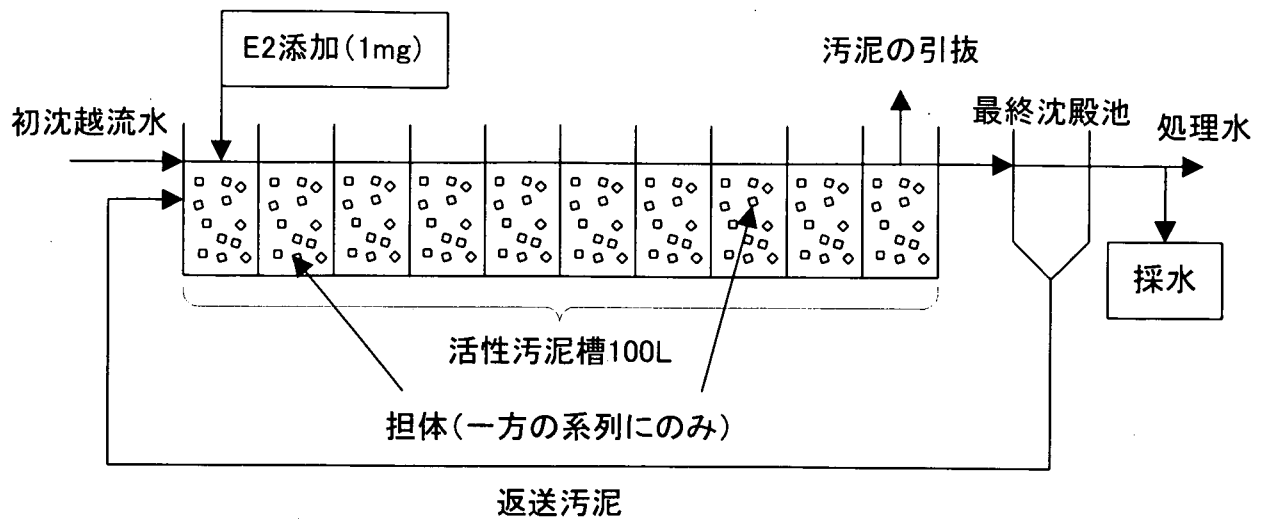 E2添加(1mg)
汚泥の引抜
初沈越流水
最終沈殿池
処理水
採水
活性汚泥槽100L
担体(一方の系列にのみ)
返送汚泥